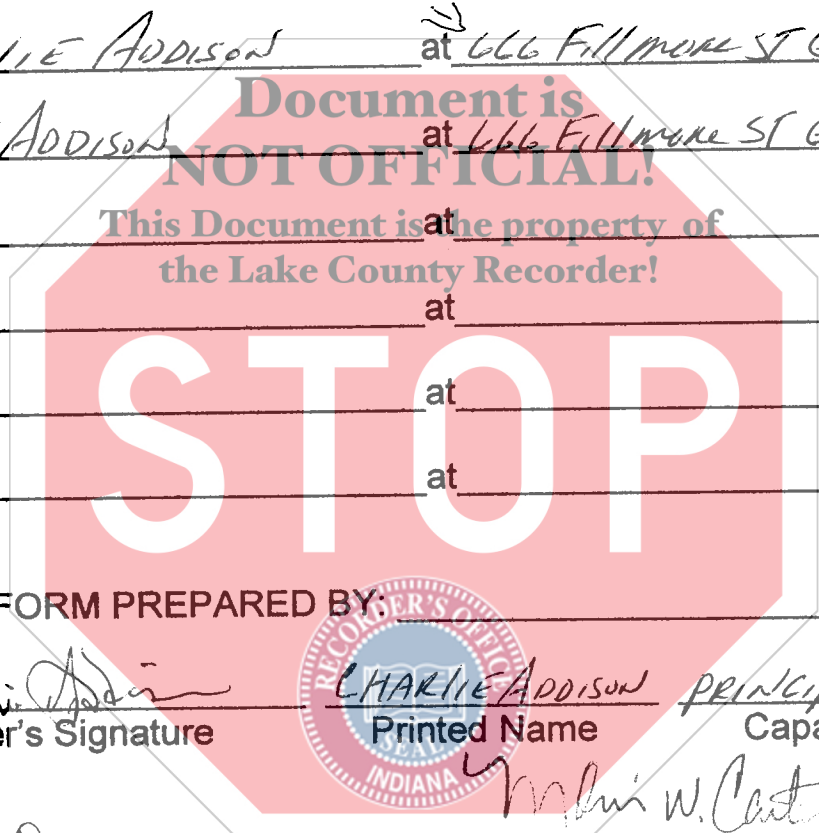 IE ADDISON at 666 Fillmore ST
Document is
ADDISON at 666 Fillmore ST
NOT OFFICIAL!
This Document is the property of
at
the Lake County Recorder!
at
STOP
at
at
FORM PREPARED BY:
RECORDER'S OFFICE
CHARLIE ADDISON PRINCIP
er's Signature Printed Name Capa
SEAL
INDIANA
W.